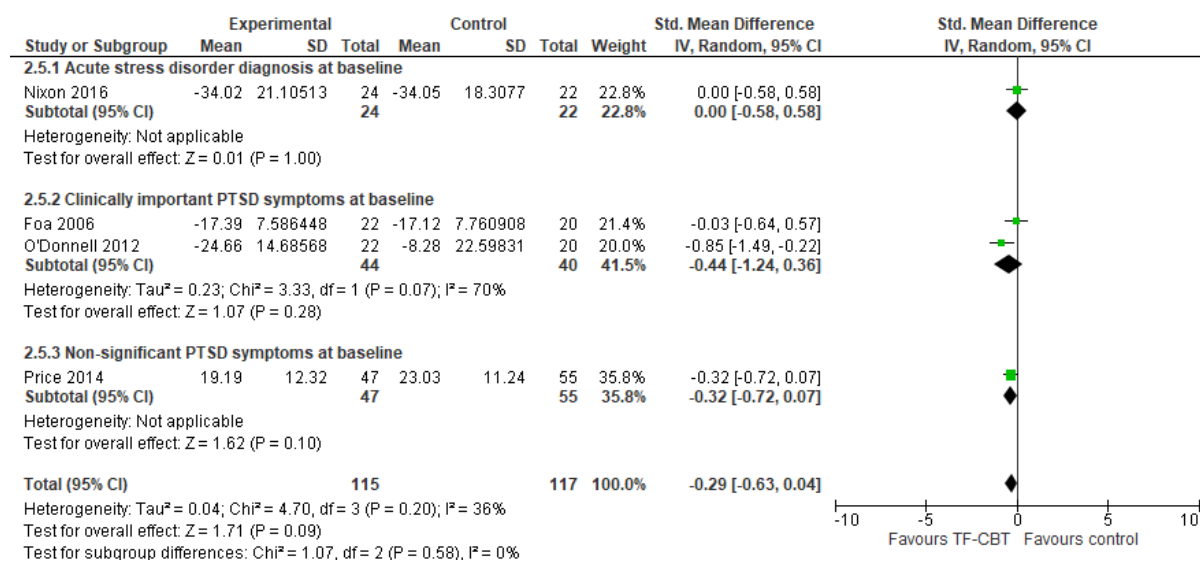 Experimental Control Std. Mean Difference Std. Mean Difference
Study or Subgroup Mean SD Total Mean SD Total Weight IV, Random, 95% CI IV, Random, 95% CI
2.5.1 Acute stress disorder diagnosis at baseline
Nixon 2016 -34.02 21.10513 24 -34.05 18.3077 22 22.8% 0.00 [-0.58, 0.58]
Subtotal (95% CI) 24 22 22.8% 0.00 [-0.58, 0.58]
Heterogeneity: Not applicable
Test for overall effect: Z = 0.01 (P = 1.00)
2.5.2 Clinically important PTSD symptoms at baseline
Foa 2006 -17.39 7.586448 22 -17.12 7.760908 20 21.4% -0.03 [-0.64, 0.57]
O'Donnell 2012 -24.66 14.68568 22 -8.28 22.59831 20 20.0% -0.85 [-1.49, -0.22]
Subtotal (95% CI) 44 40 41.5% -0.44 [-1.24, 0.36]
Heterogeneity: Tau² = 0.23; Chi² = 3.33, df = 1 (P = 0.07); I² = 70%
Test for overall effect: Z = 1.07 (P = 0.28)
2.5.3 Non-significant PTSD symptoms at baseline
Price 2014 19.19 12.32 47 23.03 11.24 55 35.8% -0.32 [-0.72, 0.07]
Subtotal (95% CI) 47 55 35.8% -0.32 [-0.72, 0.07]
Heterogeneity: Not applicable
Test for overall effect: Z = 1.62 (P = 0.10)
Total (95% CI) 115 117 100.0% -0.29 [-0.63, 0.04]
Heterogeneity: Tau² = 0.04; Chi² = 4.70, df = 3 (P = 0.20); I² = 36%
Test for overall effect: Z = 1.71 (P = 0.09)
Test for subgroup differences: Chi² = 1.07, df = 2 (P = 0.58), I² = 0%
-10 -5 0 5 10
Favours TF-CBT Favours control